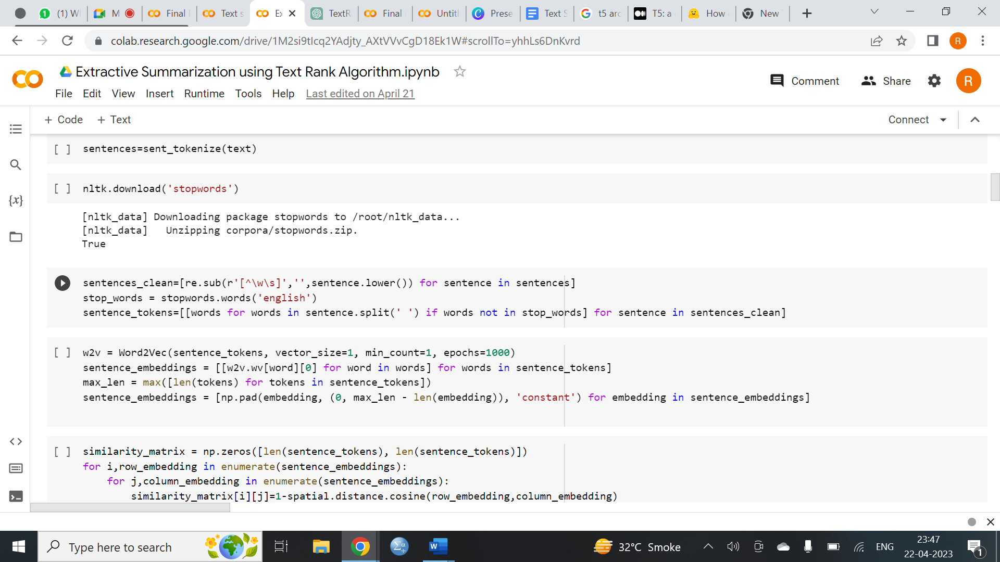 (1) W
M
Final
Text s
Ex
TextR
Final
Untitl
Prese
Text S
t5 arc
T5: a
How
New T
colab.research.google.com/drive/1M2si9tIcq2YAdjty_AXtVVvCgD18Ek1W#scrollTo=yhhLs6DnKvrd
R
Extractive Summarization using Text Rank Algorithm.ipynb
Comment
Share
R
File Edit View Insert Runtime Tools Help Last edited on April 21
+ Code + Text
Connect
[ ] sentences=sent_tokenize(text)
[ ] nltk.download('stopwords')
[nltk_data] Downloading package stopwords to /root/nltk_data...
[nltk_data]   Unzipping corpora/stopwords.zip.
True
sentences_clean=[re.sub(r'[^\w\s]','',sentence.lower()) for sentence in sentences]
stop_words = stopwords.words('english')
sentence_tokens=[[words for words in sentence.split(' ') if words not in stop_words] for sentence in sentences_clean]
[ ] w2v = Word2Vec(sentence_tokens, vector_size=1, min_count=1, epochs=1000)
sentence_embeddings = [[w2v.wv[word][0] for word in words] for words in sentence_tokens]
max_len = max([len(tokens) for tokens in sentence_tokens])
sentence_embeddings = [np.pad(embedding, (0, max_len - len(embedding)), 'constant') for embedding in sentence_embeddings]
[ ] similarity_matrix = np.zeros([len(sentence_tokens), len(sentence_tokens)])
for i,row_embedding in enumerate(sentence_embeddings):
    for j,column_embedding in enumerate(sentence_embeddings):
        similarity_matrix[i][j]=1-spatial.distance.cosine(row_embedding,column_embedding)
{x}
Type here to search
32°C Smoke
ENG
23:47
22-04-2023
1